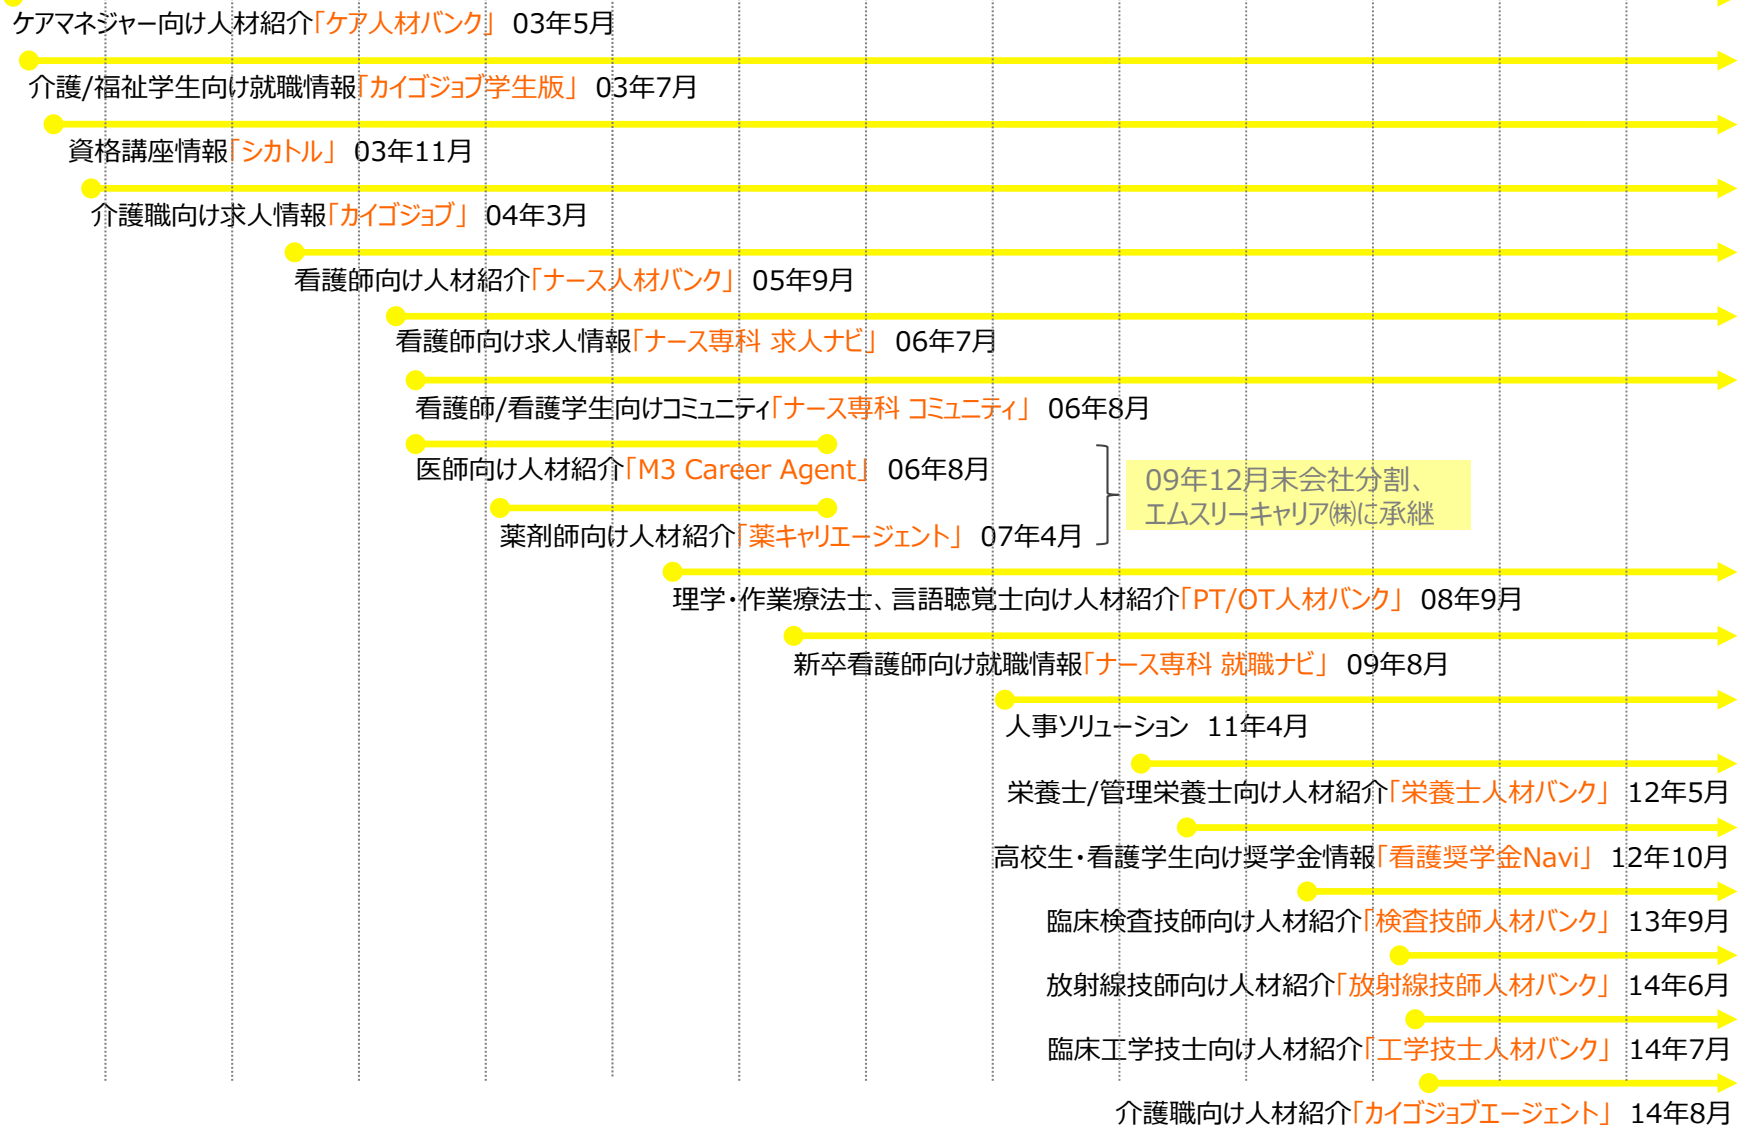 ケアマネジャー向け人材紹介「ケア人材バンク」 03年5月
介護/福祉学生向け就職情報「カイゴジョブ学生版」 03年7月
資格講座情報「シカトル」 03年11月
介護職向け求人情報「カイゴジョブ」 04年3月
看護師向け人材紹介「ナース人材バンク」 05年9月
看護師向け求人情報「ナース専科 求人ナビ」 06年7月
看護師/看護学生向けコミュニティ「ナース専科 コミュニティ」 06年8月
医師向け人材紹介「M3 Career Agent」 06年8月
09年12月末会社分割、
エムスリーキャリア㈱に承継
薬剤師向け人材紹介「薬キャリエージェント」 07年4月
理学・作業療法士、言語聴覚士向け人材紹介「PT/OT人材バンク」 08年9月
新卒看護師向け就職情報「ナース専科 就職ナビ」 09年8月
人事ソリューション 11年4月
栄養士/管理栄養士向け人材紹介「栄養士人材バンク」 12年5月
高校生・看護学生向け奨学金情報「看護奨学金Navi」 12年10月
臨床検査技師向け人材紹介「検査技師人材バンク」 13年9月
放射線技師向け人材紹介「放射線技師人材バンク」 14年6月
臨床工学技士向け人材紹介「工学技士人材バンク」 14年7月
介護職向け人材紹介「カイゴジョブエージェント」 14年8月